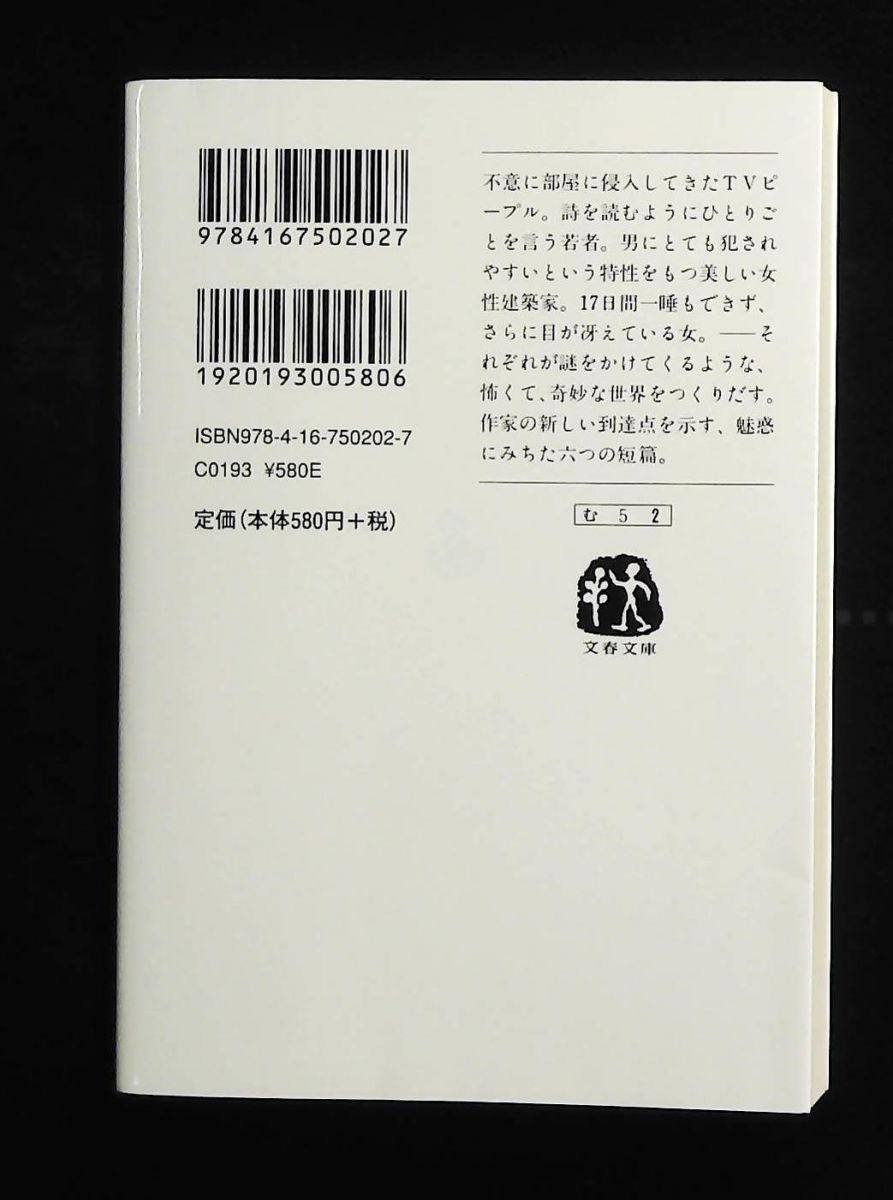 9784167502027
1920193005806
ISBN978-4-16-750202-7
C0193 ¥580E
定価(本体580円+税)
不意に部屋に侵入してきたTVピ
ープル。詩を読むようにひとりご
とを言う若者。男にとても犯され
やすいという特性をもつ美しい女
性建築家。17日間一睡もできず、
さらに目が冴えている女。――そ
れぞれが謎をかけてくるような、
怖くて、奇妙な世界をつくりだす。
作家の新しい到達点を示す、魅惑
にみちた六つの短篇。
む 5 2
文春文庫